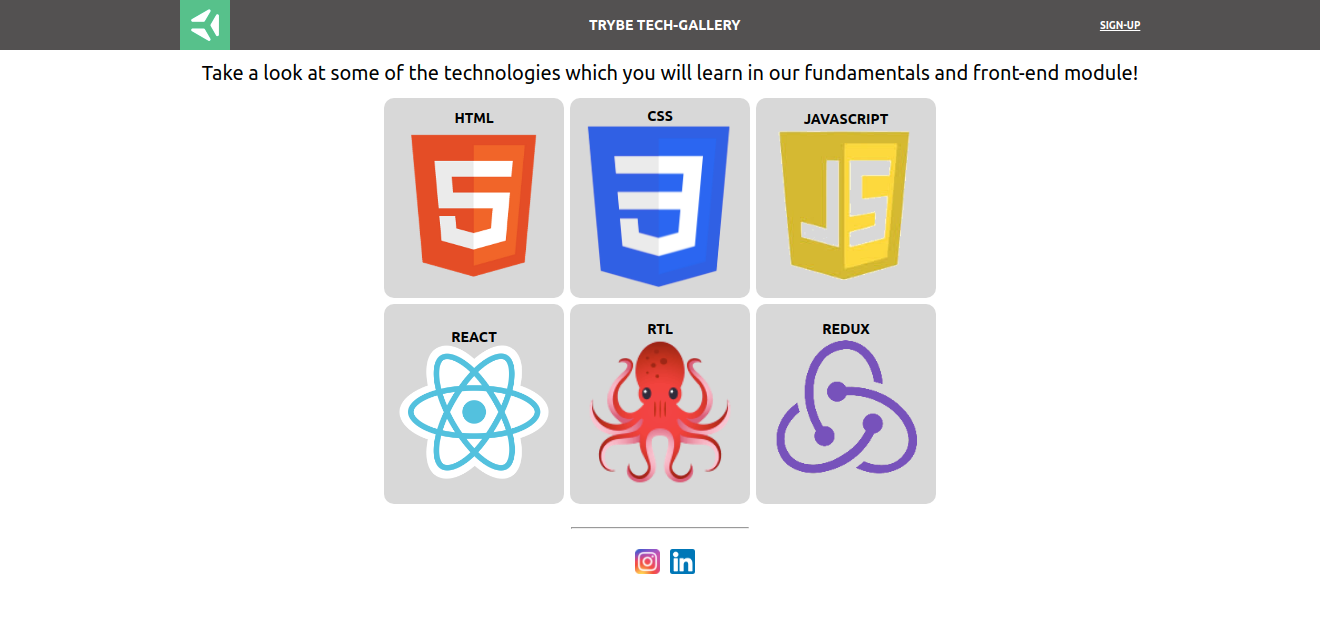 TRYBE TECH-GALLERY
SIGN-UP
Take a look at some of the technologies which you will learn in our fundamentals and front-end module!
HTML
CSS
JAVASCRIPT
5
3
JS
REACT
RTL
REDUX
in